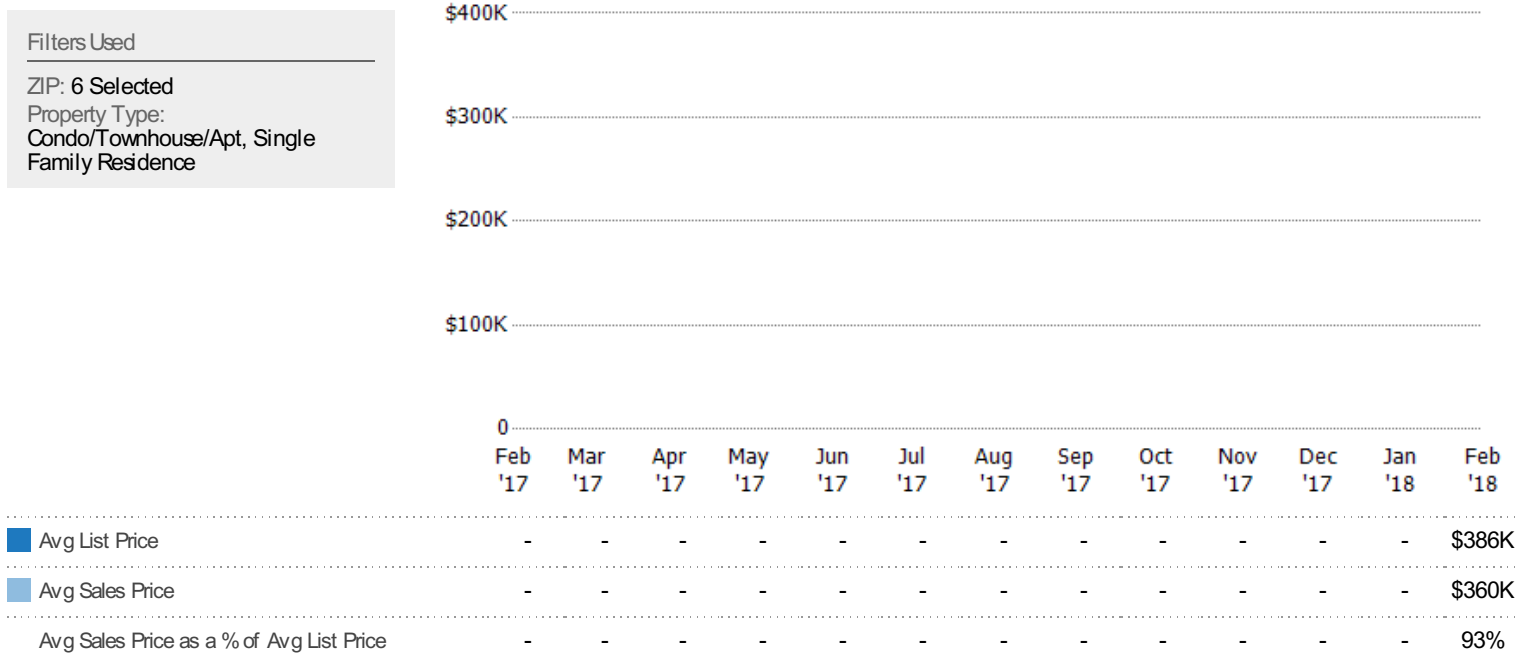 Filters Used
ZIP: 6 Selected
Property Type:
Condo/Townhouse/Apt, Single
Family Residence
$400K
$300K
$200K
$100K
0
Feb Mar Apr May Jun Jul Aug Sep Oct Nov Dec Jan Feb
'17 '17 '17 '17 '17 '17 '17 '17 '17 '17 '17 '18 '18
Avg List Price - - - - - - - - - - - - $386K
Avg Sales Price - - - - - - - - - - - - $360K
Avg Sales Price as a % of Avg List Price - - - - - - - - - - - - 93%